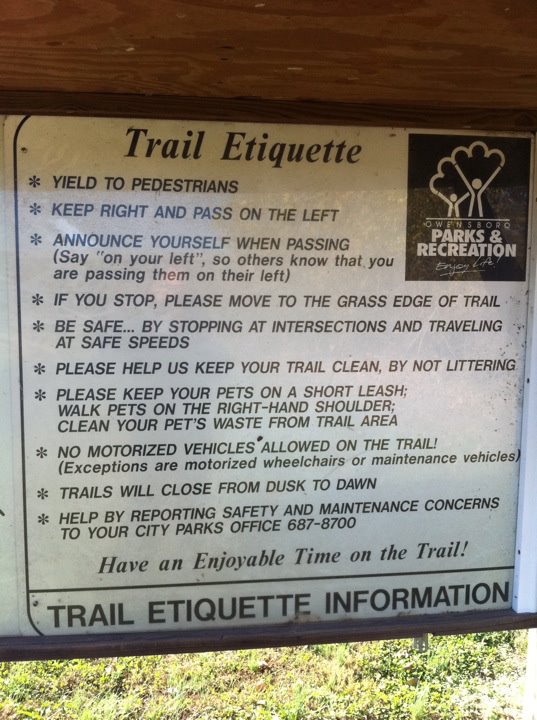 Trail Etiquette
* YIELD TO PEDESTRIANS
* KEEP RIGHT AND PASS ON THE LEFT
* ANNOUNCE YOURSELF WHEN PASSING
(Say "on your left", so others know that you
are passing them on their left)
* IF YOU STOP, PLEASE MOVE TO THE GRASS EDGE OF TRAIL
* BE SAFE... BY STOPPING AT INTERSECTIONS AND TRAVELING
AT SAFE SPEEDS
* PLEASE HELP US KEEP YOUR TRAIL CLEAN, BY NOT LITTERING
* PLEASE KEEP YOUR PETS ON A SHORT LEASH;
WALK PETS ON THE RIGHT-HAND SHOULDER;
CLEAN YOUR PET'S WASTE FROM TRAIL AREA
* NO MOTORIZED VEHICLES ALLOWED ON THE TRAIL!
(Exceptions are motorized wheelchairs or maintenance vehicles)
* TRAILS WILL CLOSE FROM DUSK TO DAWN
* HELP BY REPORTING SAFETY AND MAINTENANCE CONCERNS
TO YOUR CITY PARKS OFFICE 687-8700
Have an Enjoyable Time on the Trail!
TRAIL ETIQUETTE INFORMATION
OWENSBORO
PARKS &
RECREATION
Enjoy Life!